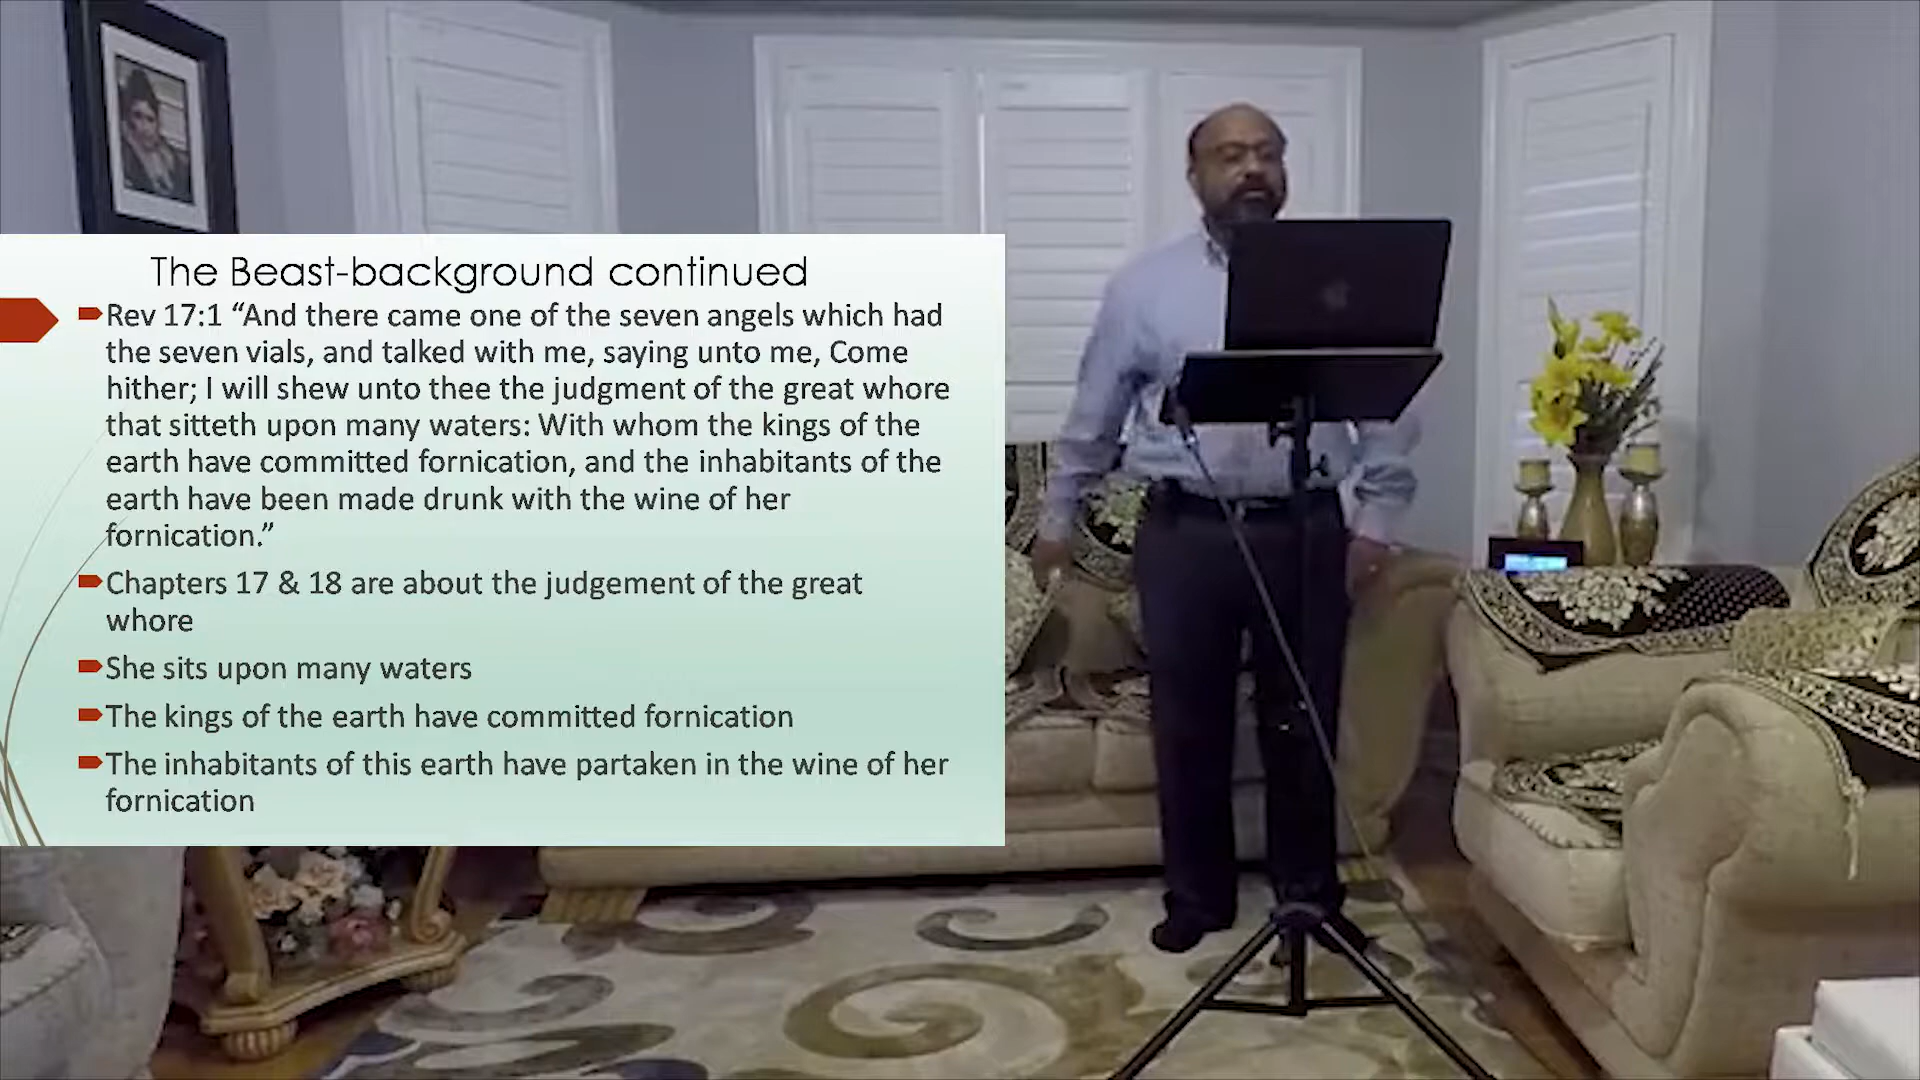 The Beast-background continued
Rev 17:1 “And there came one of the seven angels which had
the seven vials, and talked with me, saying unto me, Come
hither; I will shew unto thee the judgment of the great whore
that sitteth upon many waters: With whom the kings of the
earth have committed fornication, and the inhabitants of the
earth have been made drunk with the wine of her
fornication.”
Chapters 17 & 18 are about the judgement of the great
whore
She sits upon many waters
The kings of the earth have committed fornication
The inhabitants of this earth have partaken in the wine of her
fornication